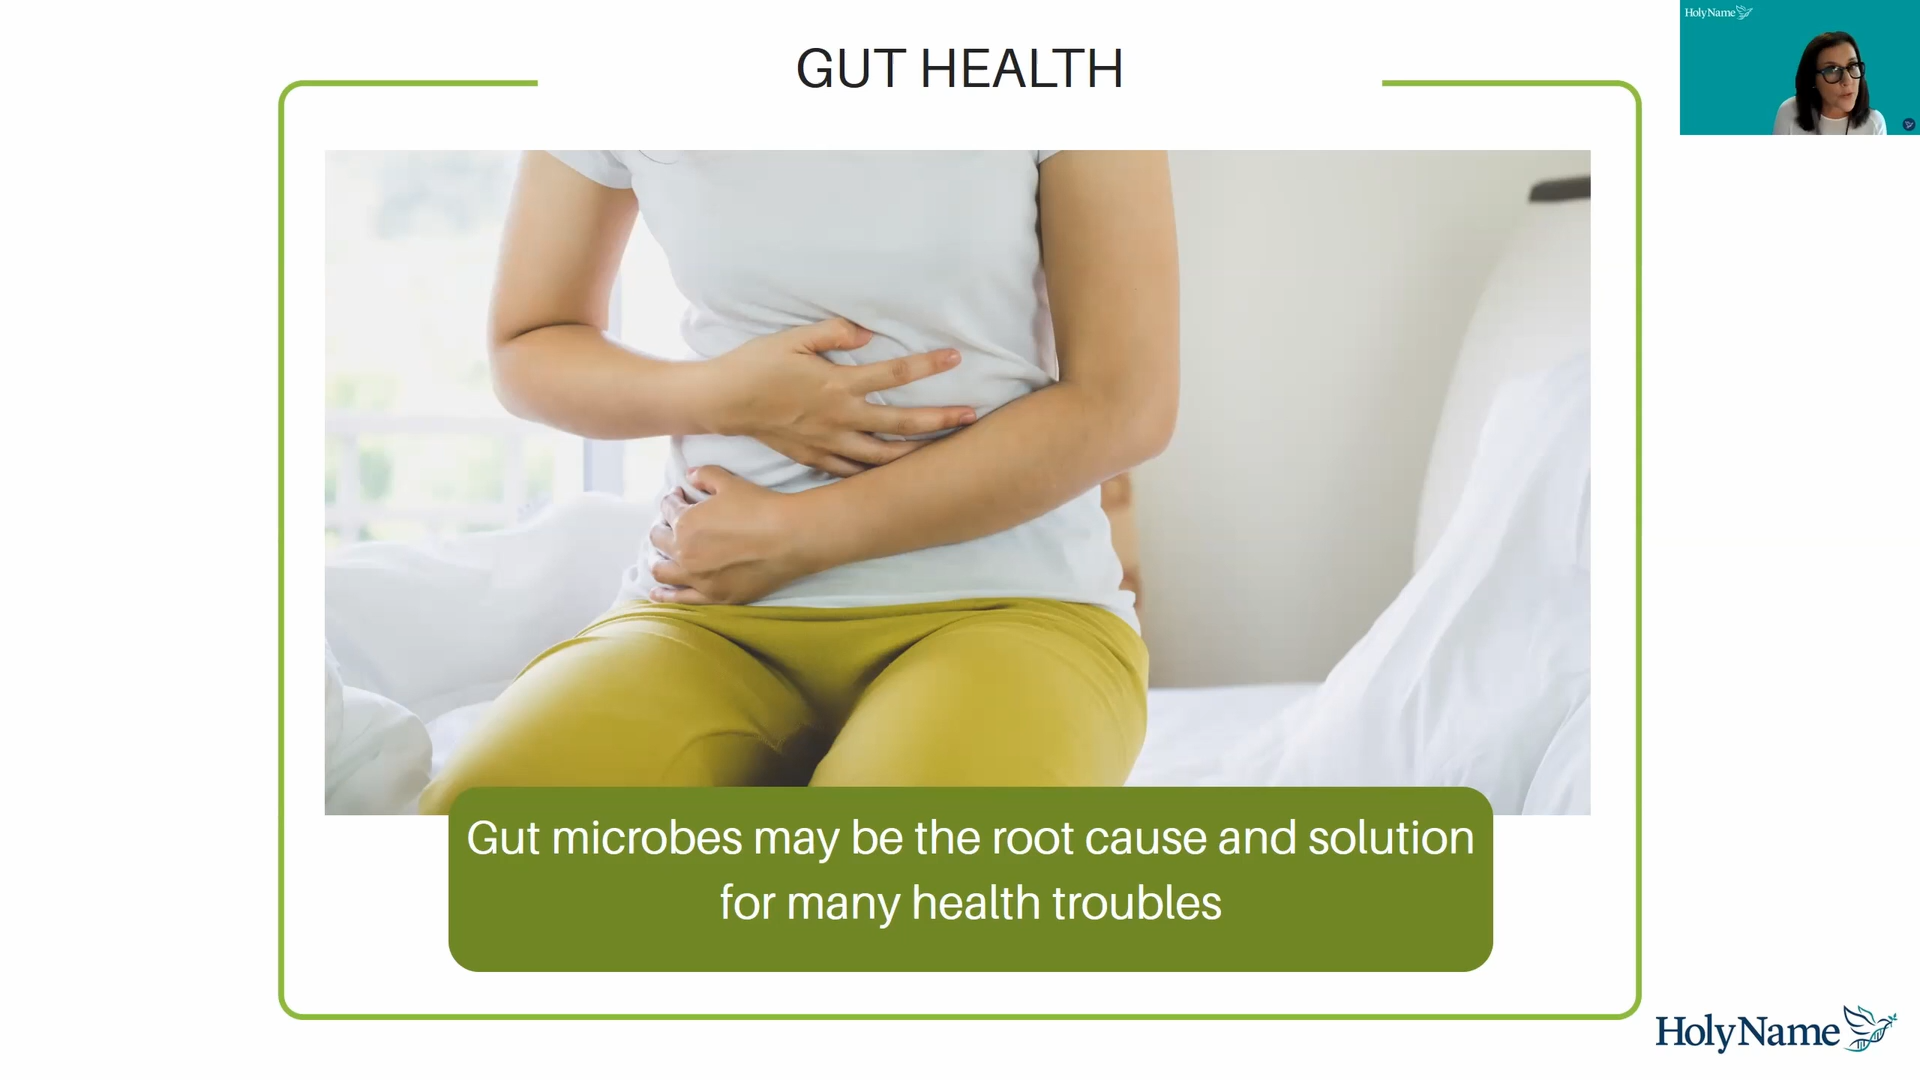 GUT HEALTH
HolyName
Gut microbes may be the root cause and solution
for many health troubles
HolyName